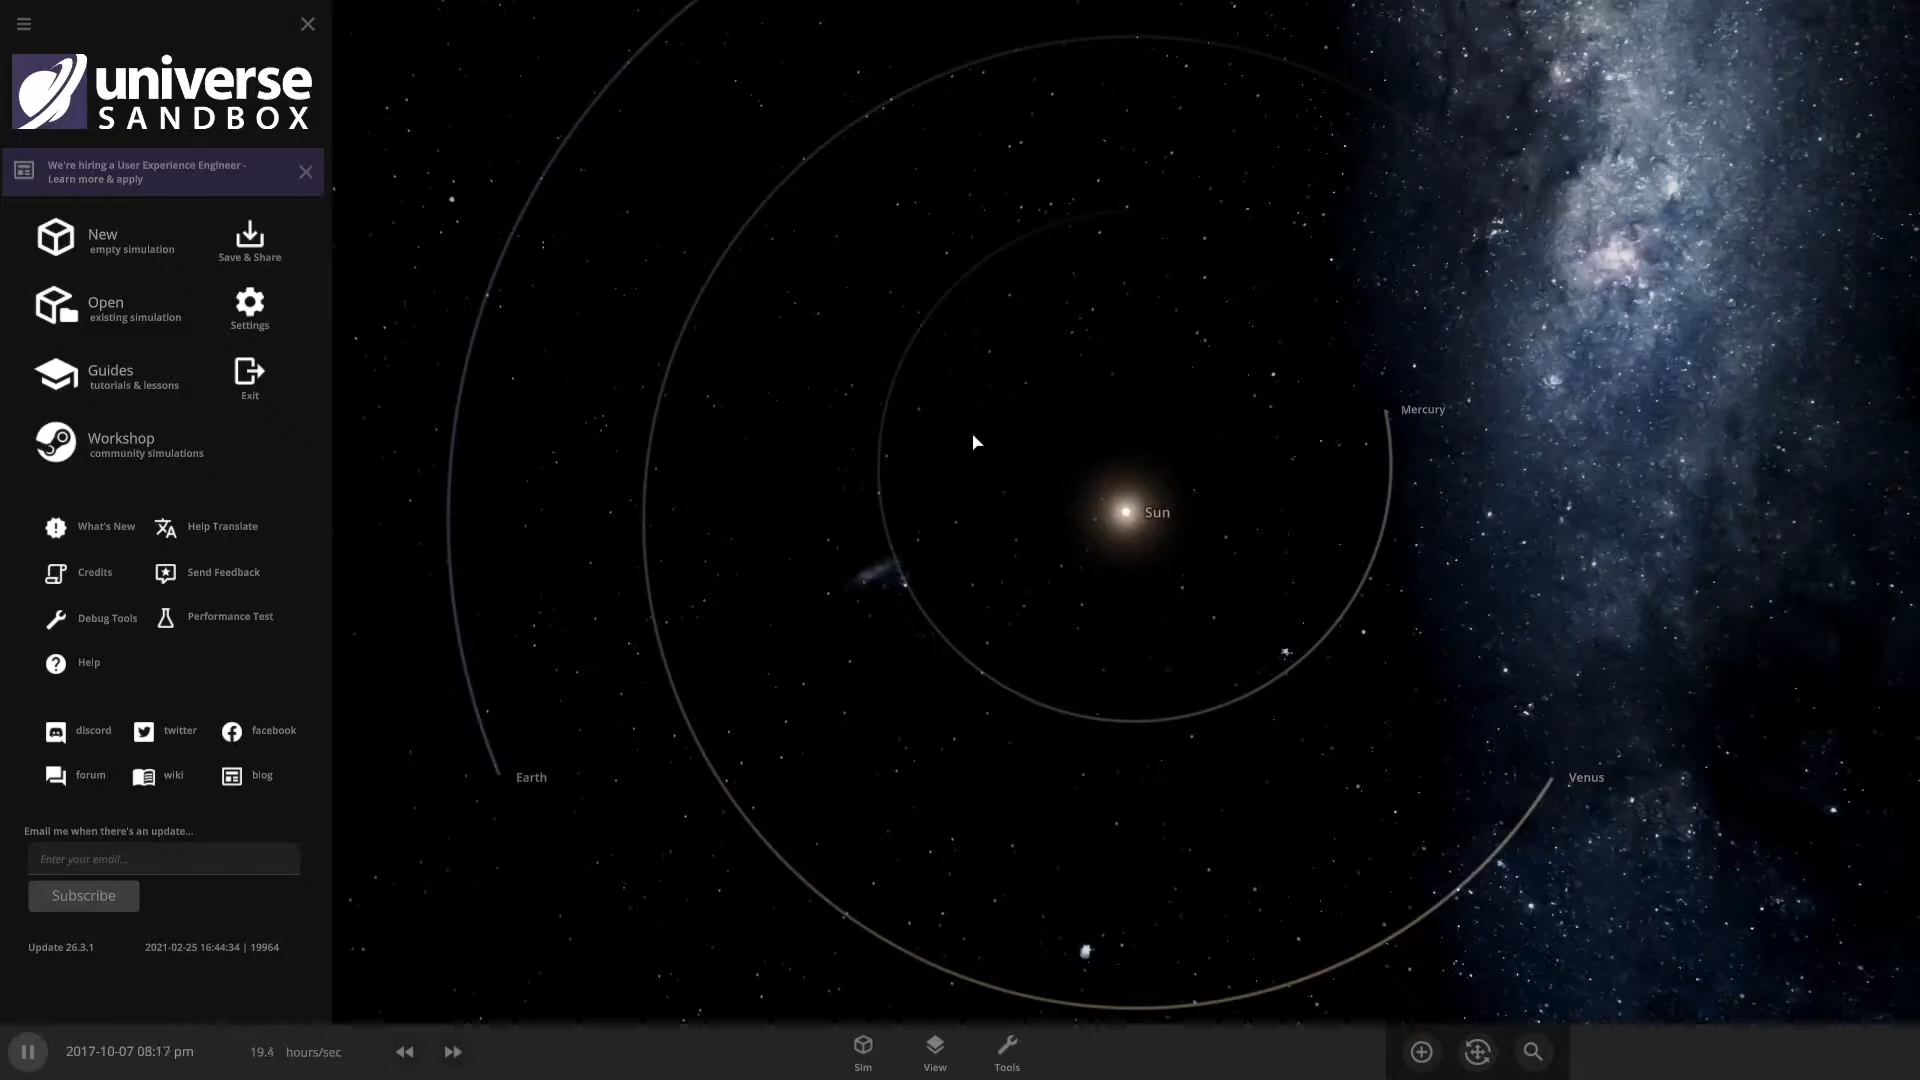 universe
SANDBOX
We're hiring a User Experience Engineer -
Learn more & apply
New
empty simulation
Save & Share
Open
existing simulation
Settings
Guides
tutorials & lessons
Exit
Workshop
community simulations
What's New
Help Translate
Credits
Send Feedback
Debug Tools
Performance Test
Help
discord
twitter
facebook
forum
wiki
blog
Email me when there's an update...
Enter your email...
Subscribe
Update 26.3.1
2021-02-25 16:44:34 | 19964
Mercury
Sun
Earth
Venus
2017-10-07 08:17 pm
19.4 hours/sec
Sim
View
Tools